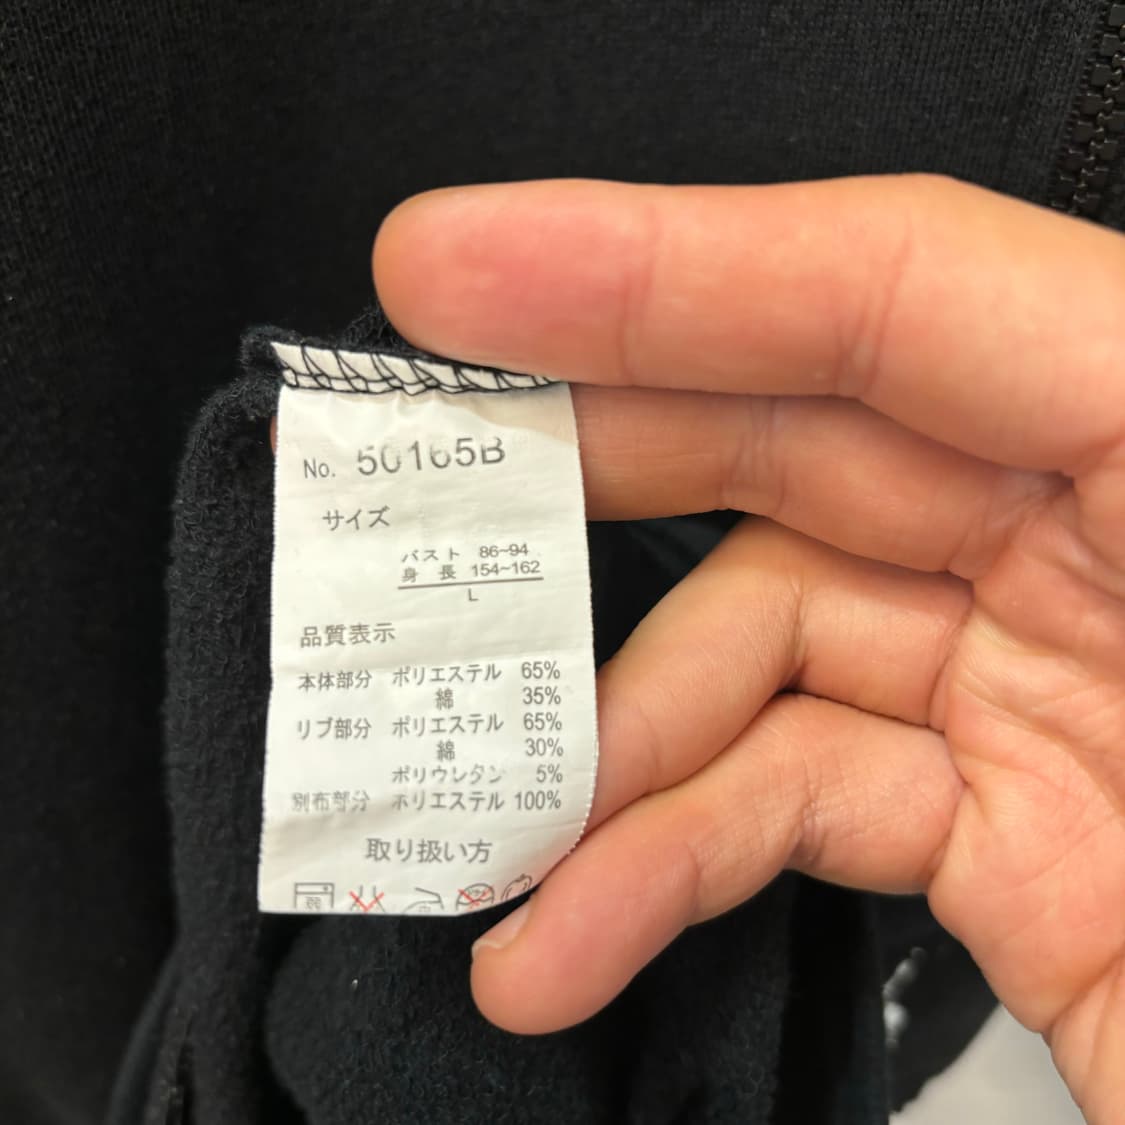 No. 50165B
サイズ
バスト 86~94
身 長 154~162
L
品質表示
本体部分 ポリエステル 65%
綿 35%
リブ部分 ポリエステル 65%
綿 30%
ポリウレタン 5%
別布部分 ポリエステル 100%
取り扱い方
弱